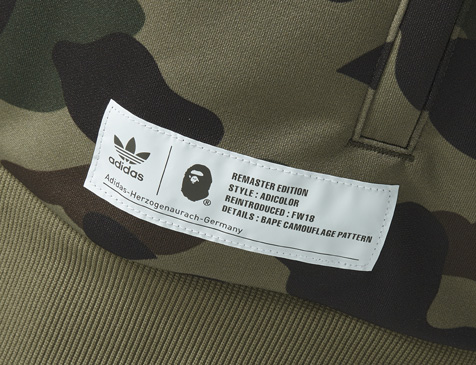 adidas
Adidas-Herzogenaurach-Germany
®
REMASTER EDITION
STYLE : ADICOLOR
REINTRODUCED : FW18
DETAILS : BAPE CAMOUFLAGE PATTERN